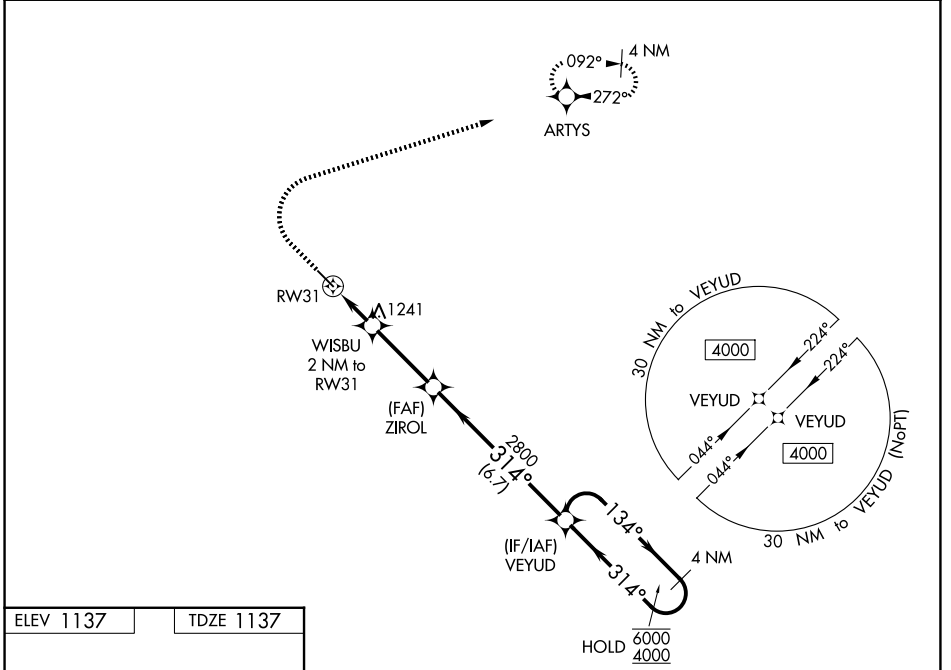 092°
4 NM
272°
ARTYS
RW31
1241
WISBU
2 NM to
RW31
(FAF)
ZIROL
2800
314°
(6.7)
30 NM to VEYUD
4000
224°
224°
VEYUD
VEYUD
044°
044°
4000
30 NM to VEYUD (NoPT)
(IF/IAF)
VEYUD
134°
314°
4 NM
HOLD 6000
4000
ELEV 1137
TDZE 1137